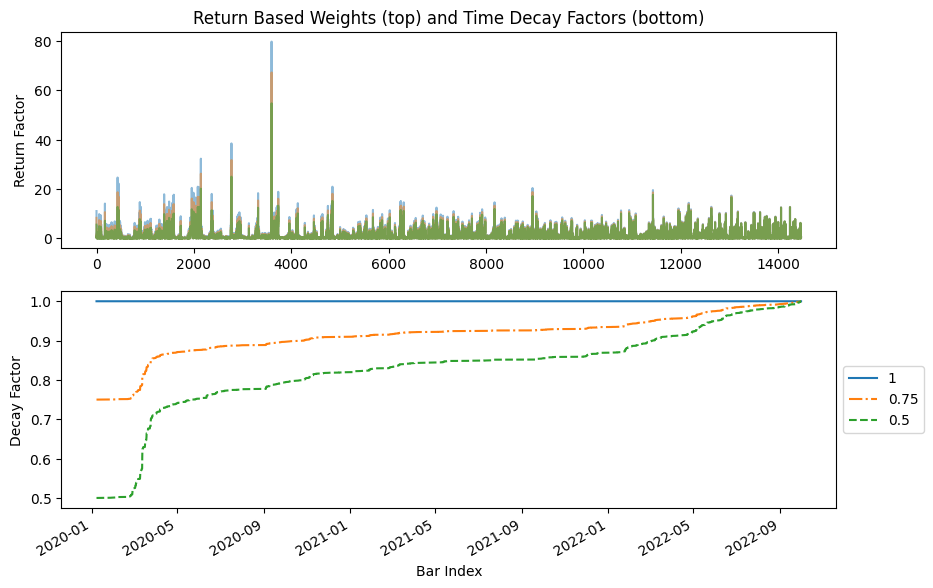 Return Based Weights (top) and Time Decay Factors (bottom)
Return Factor
80
60
40
20
0
0 2000 4000 6000 8000 10000 12000 14000
Decay Factor
1.0
0.9
0.8
0.7
0.6
0.5
1
0.75
0.5
2020-01 2020-05 2020-09 2021-01 2021-05 2021-09 2022-01 2022-05 2022-09
Bar Index